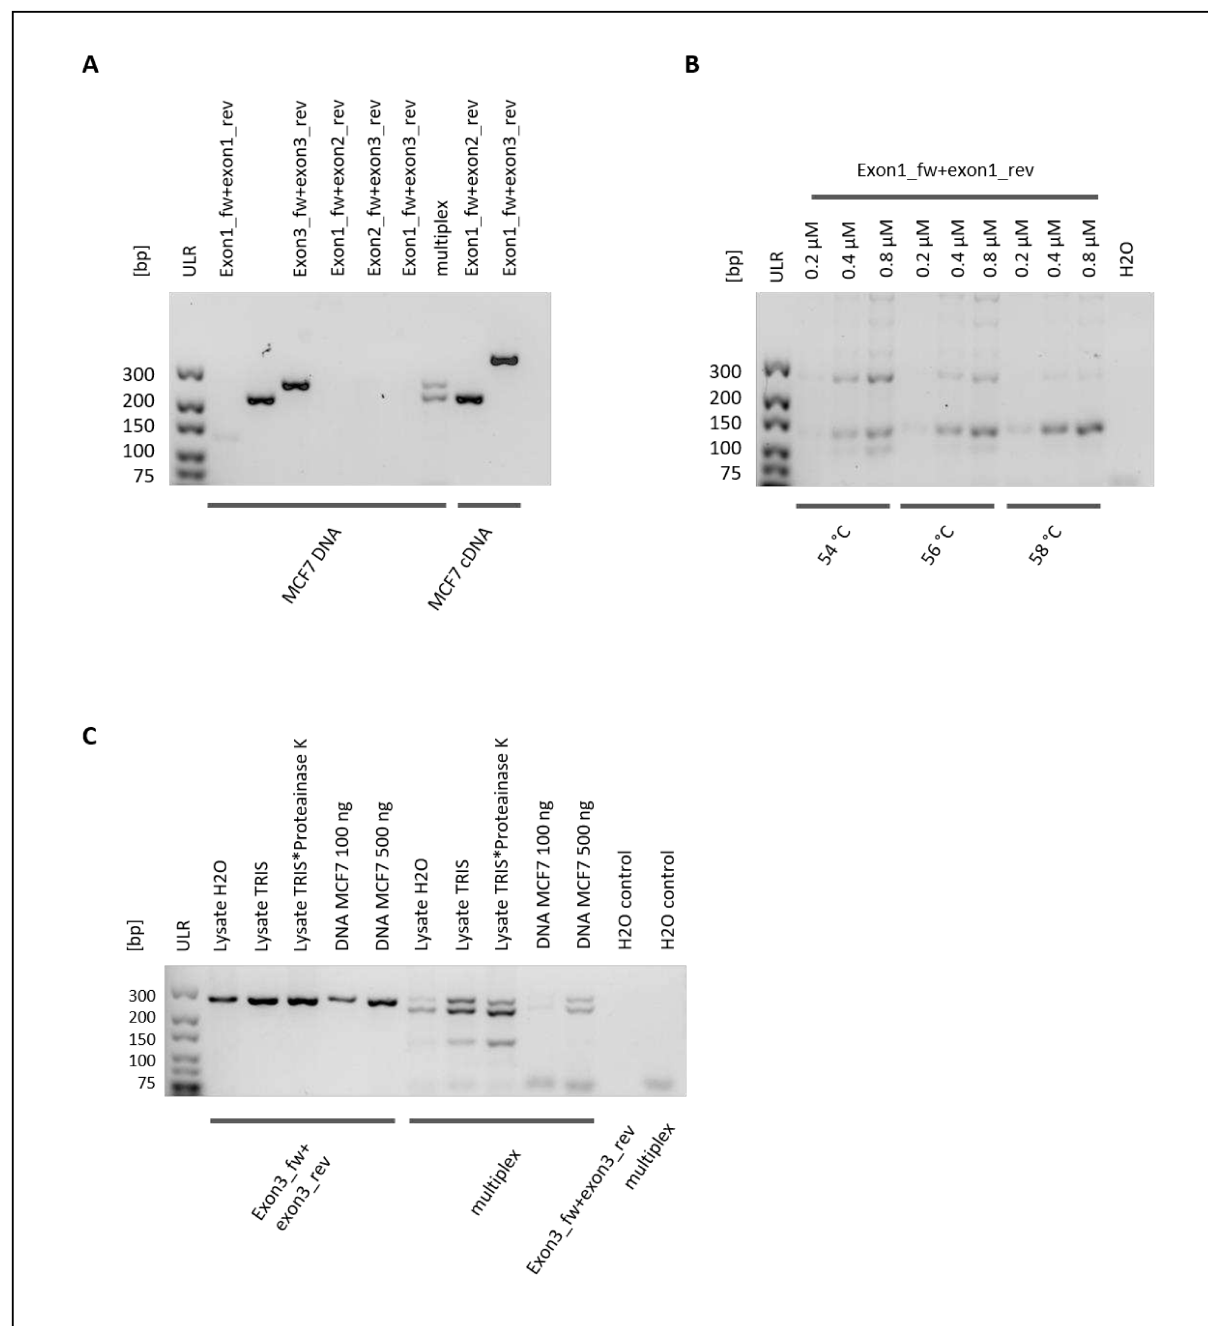 A
[bp]
ULR
Exon1_fw+exon1_rev
Exon3_fw+exon3_rev
Exon1_fw+exon2_rev
Exon2_fw+exon3_rev
Exon1_fw+exon3_rev
multiplex
Exon1_fw+exon2_rev
Exon1_fw+exon3_rev
300
200
150
100
75
MCF7 DNA
MCF7 cDNA
B
Exon1_fw+exon1_rev
[bp]
ULR
0.2 µM
0.4 µM
0.8 µM
0.2 µM
0.4 µM
0.8 µM
0.2 µM
0.4 µM
0.8 µM
H2O
300
200
150
100
75
54 °C
56 °C
58 °C
C
[bp]
ULR
Lysate H2O
Lysate TRIS
Lysate TRIS*Proteainase K
DNA MCF7 100 ng
DNA MCF7 500 ng
Lysate H2O
Lysate TRIS
Lysate TRIS*Proteainase K
DNA MCF7 100 ng
DNA MCF7 500 ng
H2O control
H2O control
300
200
150
100
75
Exon3_fw+
exon3_rev
multiplex
Exon3_fw+exon3_rev
multiplex